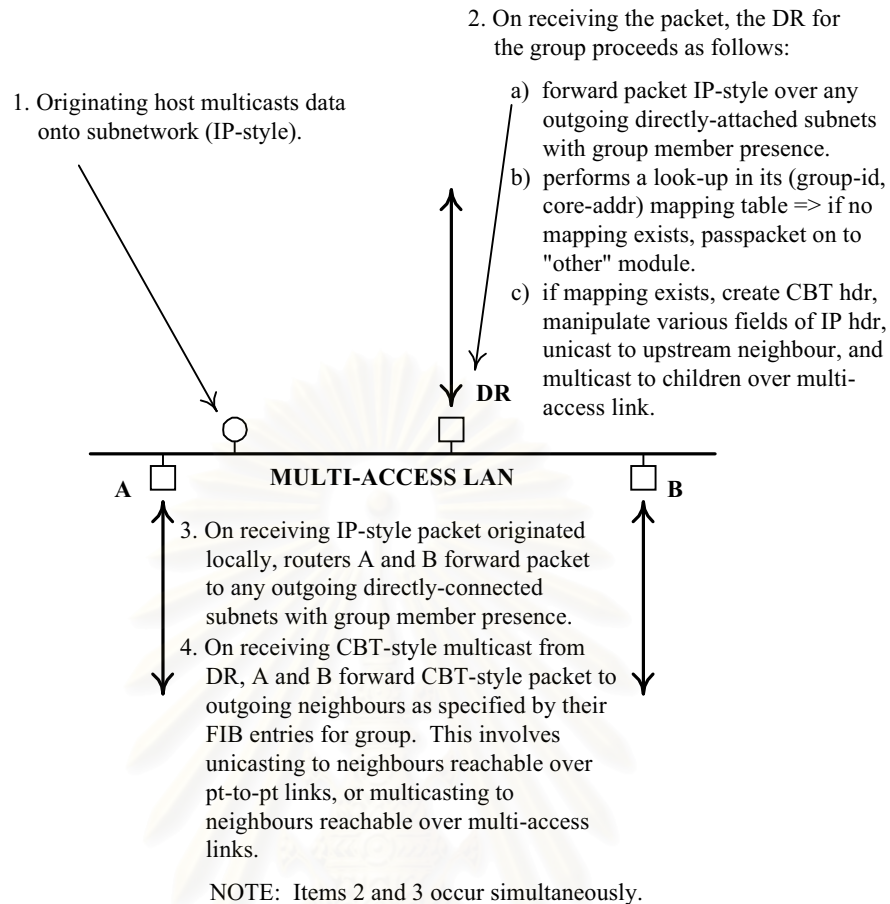 1. Originating host multicasts data
onto subnetwork (IP-style).
2. On receiving the packet, the DR for
the group proceeds as follows:
a) forward packet IP-style over any
outgoing directly-attached subnets
with group member presence.
b) performs a look-up in its (group-id,
core-addr) mapping table => if no
mapping exists, passpacket on to
"other" module.
c) if mapping exists, create CBT hdr,
manipulate various fields of IP hdr,
unicast to upstream neighbour, and
multicast to children over multi-
access link.
DR
A
MULTI-ACCESS LAN
B
3. On receiving IP-style packet originated
locally, routers A and B forward packet
to any outgoing directly-connected
subnets with group member presence.
4. On receiving CBT-style multicast from
DR, A and B forward CBT-style packet to
outgoing neighbours as specified by their
FIB entries for group. This involves
unicasting to neighbours reachable over
pt-to-pt links, or multicasting to
neighbours reachable over multi-access
links.
NOTE: Items 2 and 3 occur simultaneously.